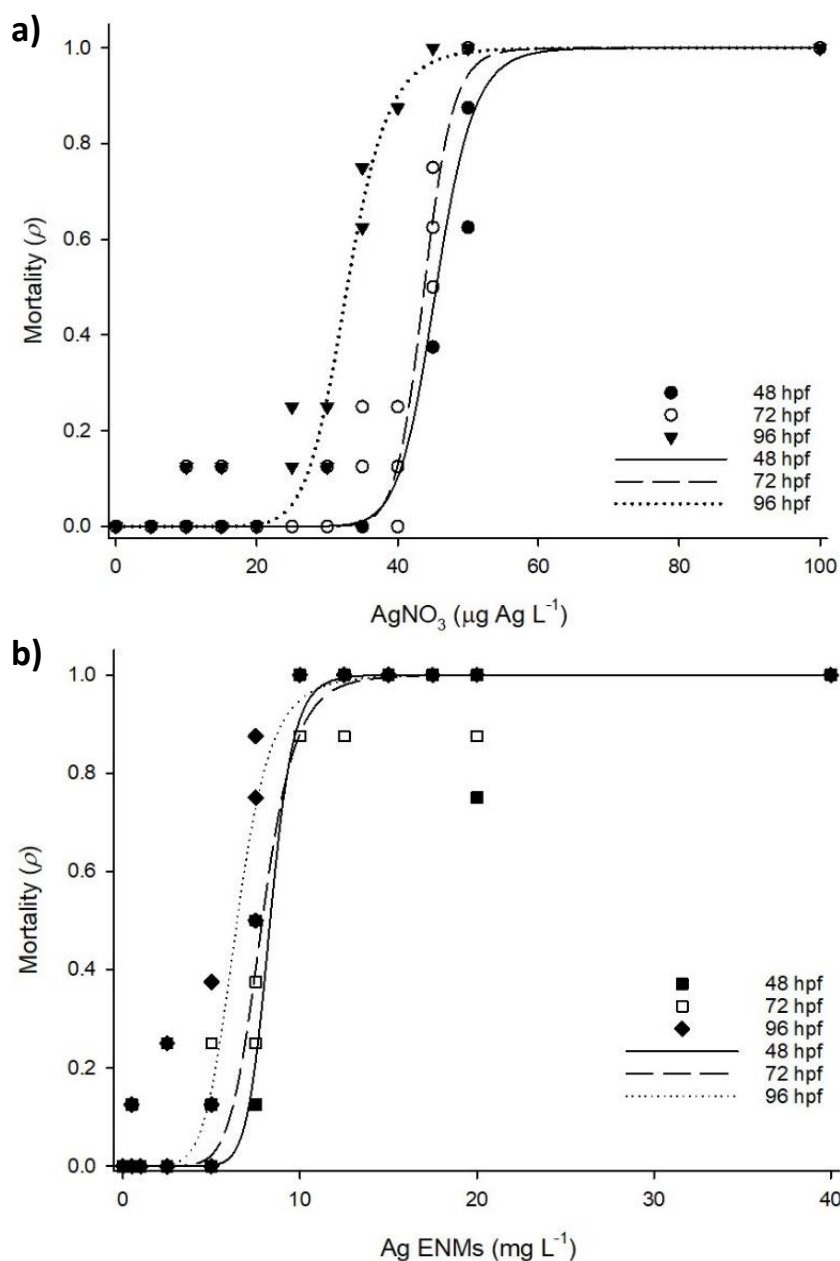 a)
1.0
0.8
0.6
0.4
0.2
0.0
Mortality (ρ)
48 hpf
72 hpf
96 hpf
48 hpf
72 hpf
96 hpf
0 20 40 60 80 100
AgNO₃ (μg Ag L⁻¹)
b)
1.0
0.8
0.6
0.4
0.2
0.0
Mortality (ρ)
48 hpf
72 hpf
96 hpf
48 hpf
72 hpf
96 hpf
0 10 20 30 40
Ag ENMs (mg L⁻¹)